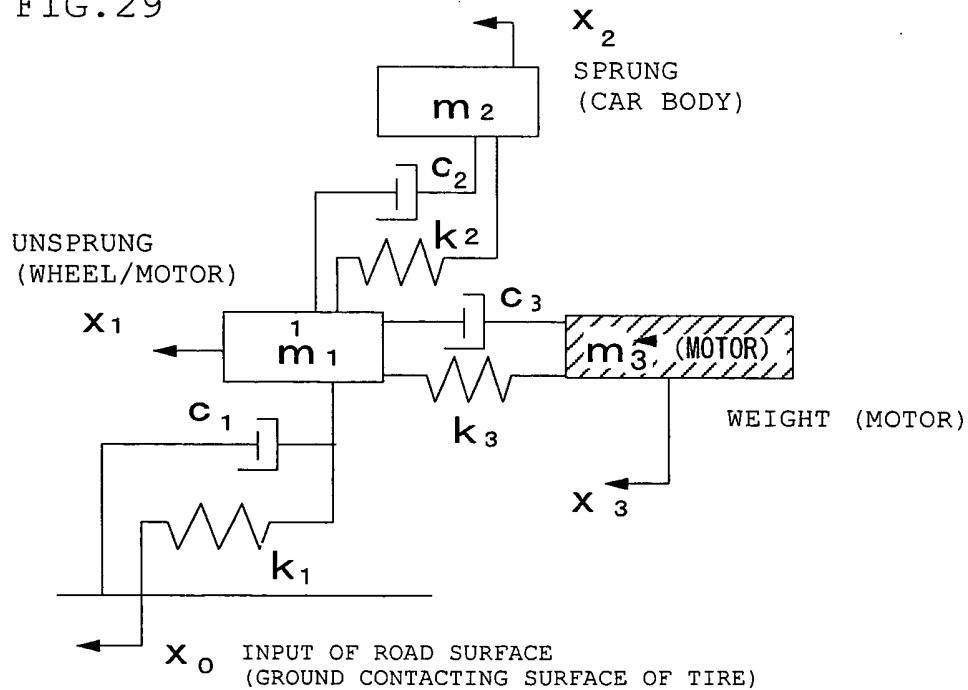 FIG.29
x2
SPRUNG
(CAR BODY)
m2
c2
k2
UNSPRUNG
(WHEEL/MOTOR)
x1
1
m1
c3
m3 (MOTOR)
k3
WEIGHT (MOTOR)
c1
x3
k1
x0 INPUT OF ROAD SURFACE
(GROUND CONTACTING SURFACE OF TIRE)